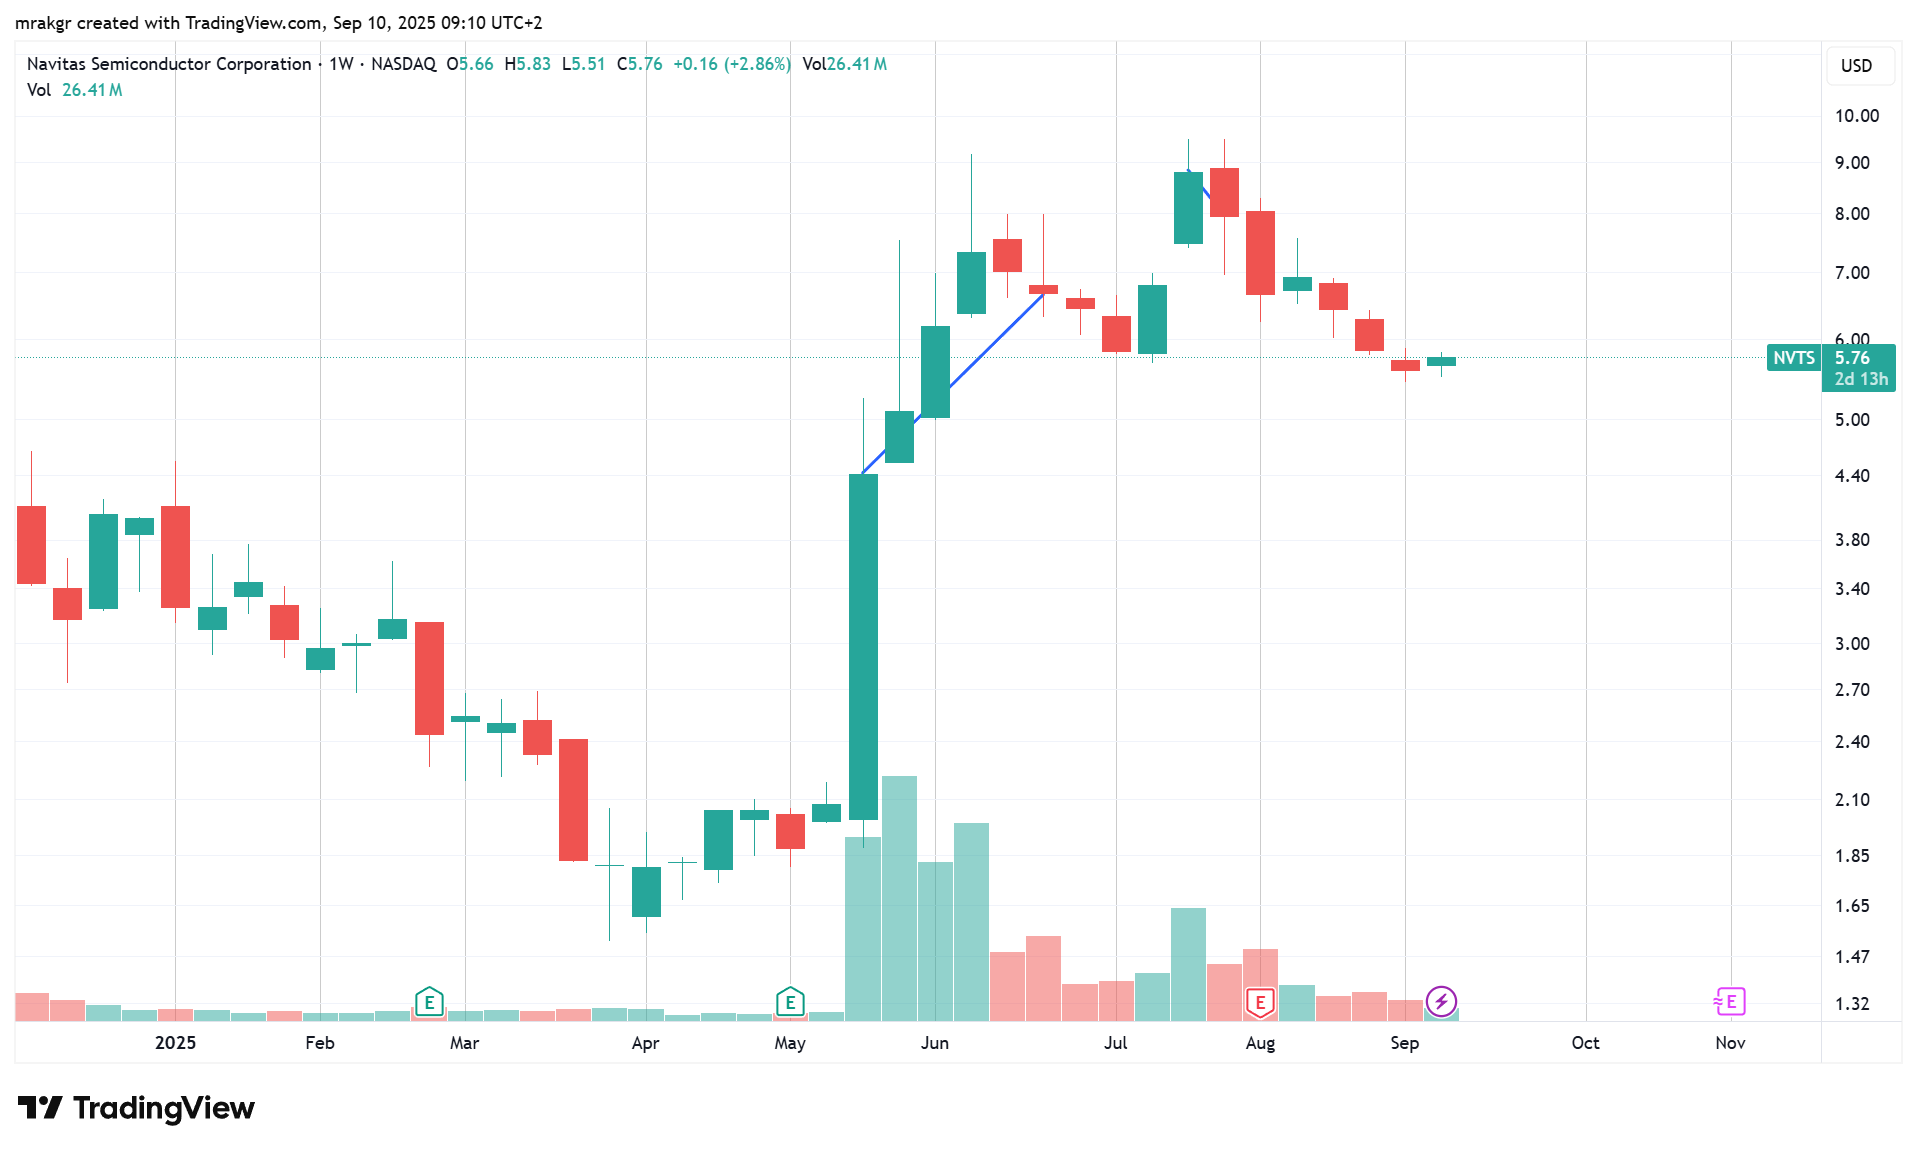 mrakgr created with TradingView.com, Sep 10, 2025 09:10 UTC+2
Navitas Semiconductor Corporation · 1W · NASDAQ O5.66 H5.83 L5.51 C5.76 +0.16 (+2.86%) Vol26.41M
Vol 26.41M
USD
10.00
9.00
8.00
7.00
6.00
NVTS 5.76
2d 13h
5.00
4.40
3.80
3.40
3.00
2.70
2.40
2.10
1.85
1.65
1.47
1.32
E E E ≈E
2025 Feb Mar Apr May Jun Jul Aug Sep Oct Nov
TradingView